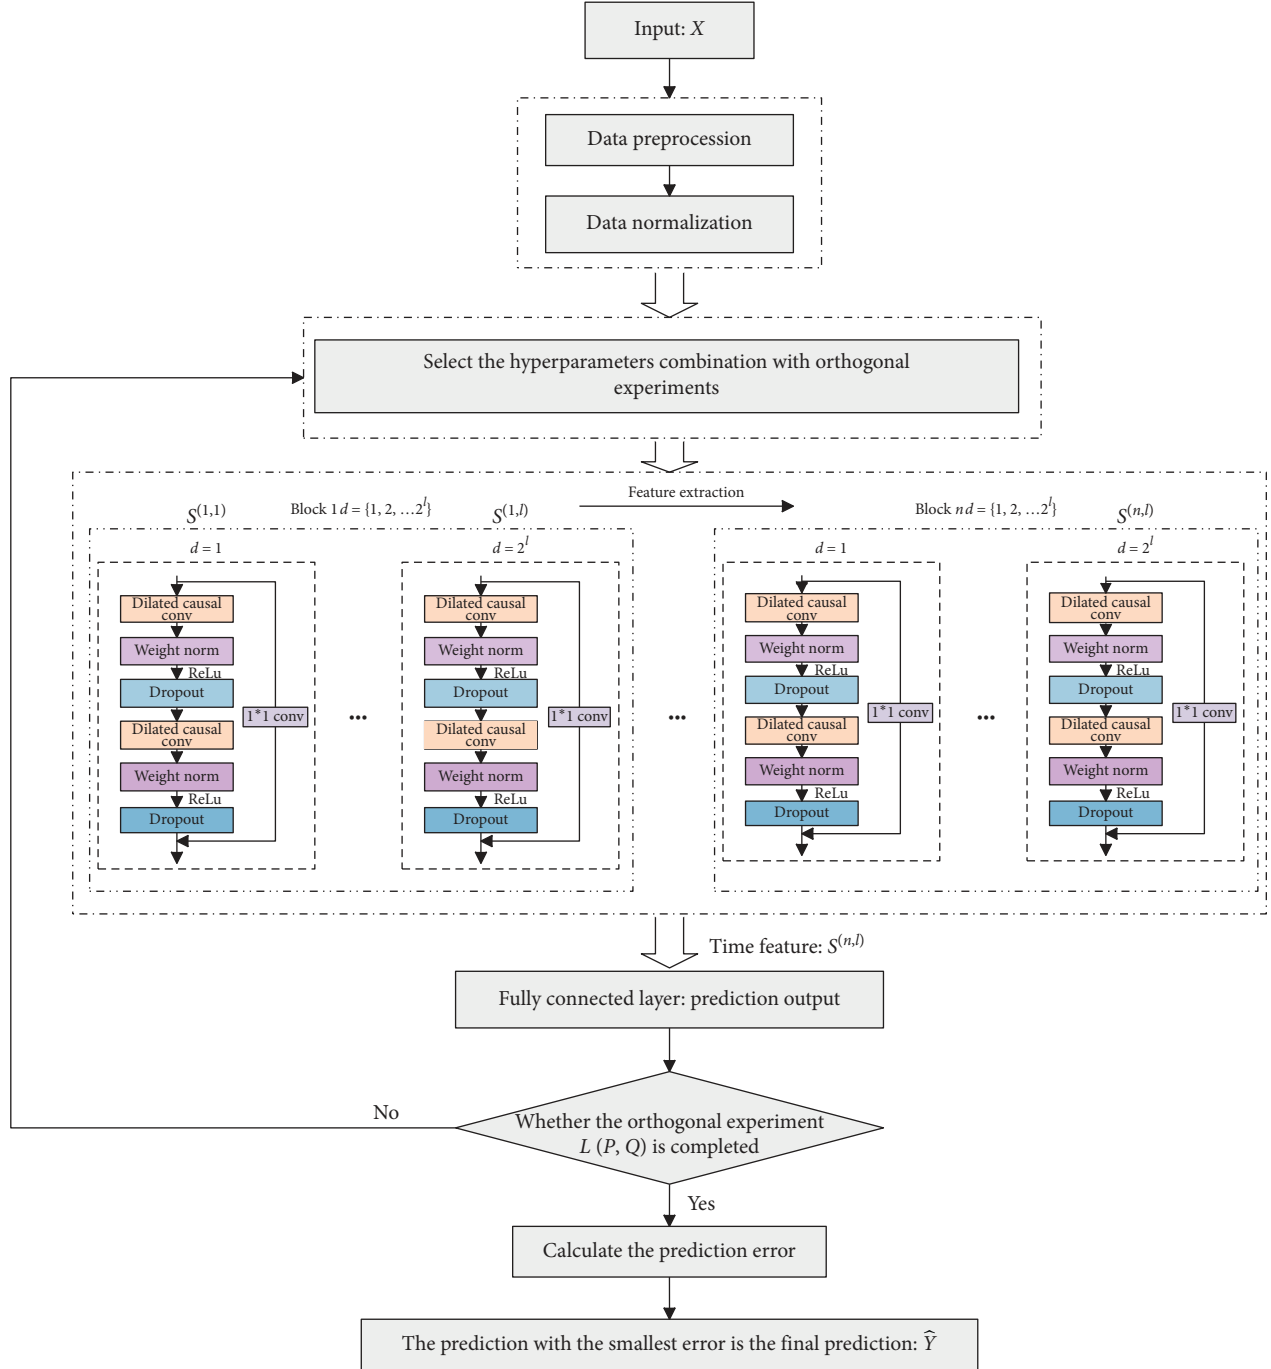 Input: X
Data preprocession
Data normalization
Select the hyperparameters combination with orthogonal
experiments
Feature extraction
S^(1,1)
Block 1 d = {1, 2, …2^l}
S^(1,l)
Block n d = {1, 2, …2^l}
S^(n,l)
d = 1
d = 2^l
d = 1
d = 2^l
Dilated causal
conv
Weight norm
ReLu
Dropout
1*1 conv
Dilated causal
conv
Weight norm
ReLu
Dropout
Dilated causal
conv
Weight norm
ReLu
Dropout
1*1 conv
Dilated causal
conv
Weight norm
ReLu
Dropout
...
...
Dilated causal
conv
Weight norm
ReLu
Dropout
1*1 conv
Dilated causal
conv
Weight norm
ReLu
Dropout
...
Dilated causal
conv
Weight norm
ReLu
Dropout
1*1 conv
Dilated causal
conv
Weight norm
ReLu
Dropout
Time feature: S^(n,l)
Fully connected layer: prediction output
No
Whether the orthogonal experiment
L (P, Q) is completed
Yes
Calculate the prediction error
The prediction with the smallest error is the final prediction: Ŷ